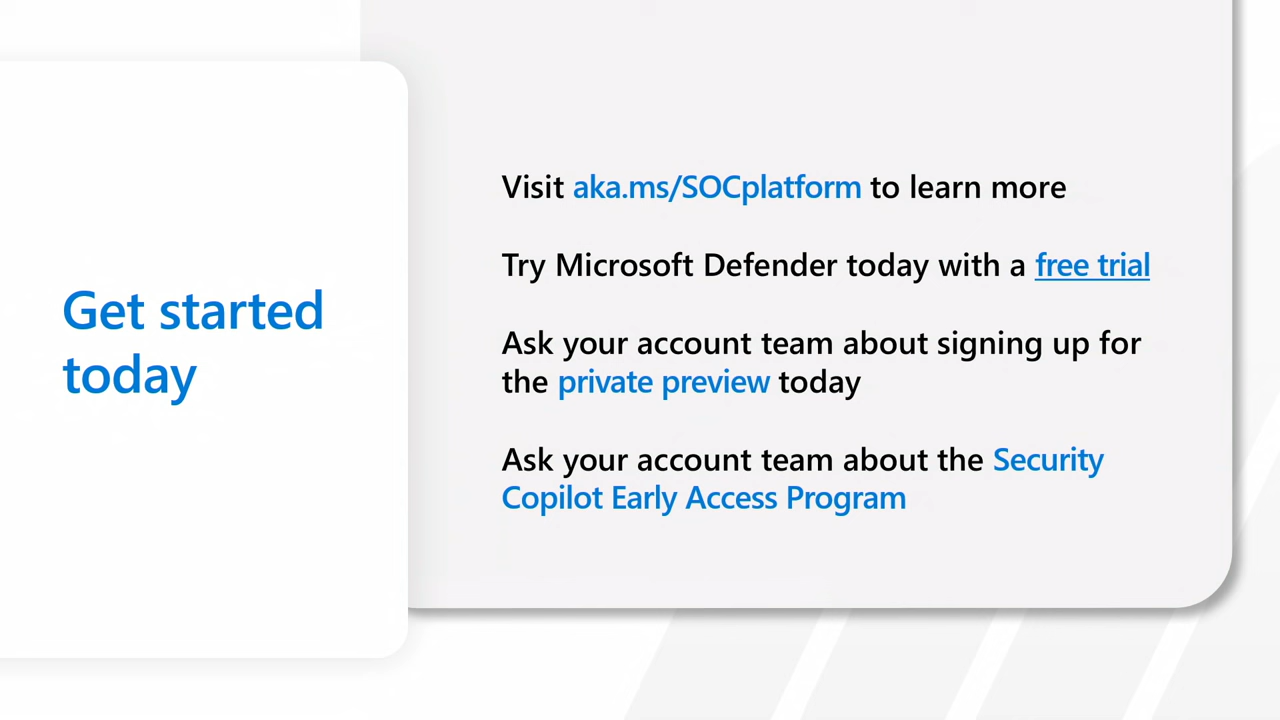 Get started
today
Visit aka.ms/SOCplatform to learn more
Try Microsoft Defender today with a free trial
Ask your account team about signing up for
the private preview today
Ask your account team about the Security
Copilot Early Access Program